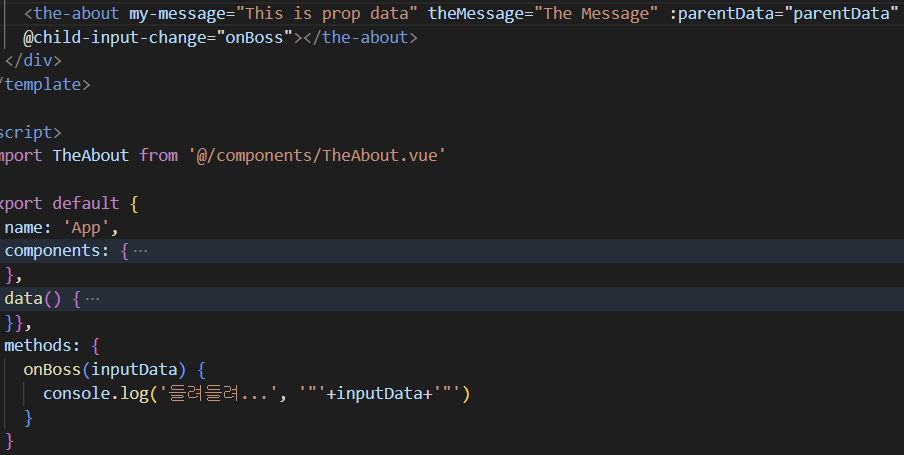 <the-about my-message="This is prop data" theMessage="The Message" :parentData="parentData"
@child-input-change="onBoss"></the-about>
</div>
/template>
script>
mport TheAbout from '@/components/TheAbout.vue'
xport default {
name: 'App',
components: {···
},
data() {···
}},
methods: {
onBoss(inputData) {
console.log('들려들려...', '"'+inputData+'"')
}
}